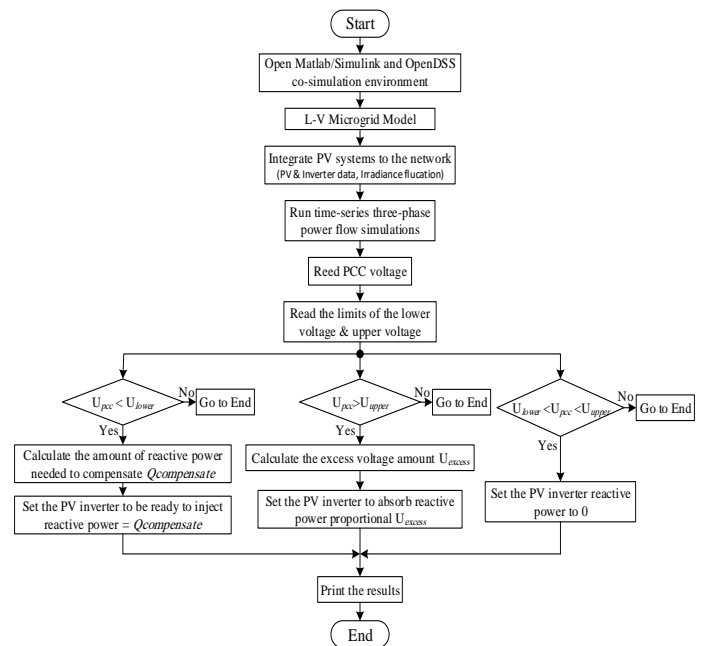 Start
Open Matlab/Simulink and OpenDSS
co-simulation environment
L-V Microgrid Model
Integrate PV systems to the network
(PV & Inverter data, Irradiance flucation)
Run time-series three-phase
power flow simulations
Reed PCC voltage
Read the limits of the lower
voltage & upper voltage
Upcc < Ulower
No
Go to End
Yes
Calculate the amount of reactive power
needed to compensate Qcompensate
Set the PV inverter to be ready to inject
reactive power = Qcompensate
Upcc>Uupper
No
Go to End
Yes
Calculate the excess voltage amount Uexcess
Set the PV inverter to absorb reactive
power proportional Uexcess
Ulower <Upcc <Uupper
No
Go to End
Yes
Set the PV inverter reactive
power to 0
Print the results
End